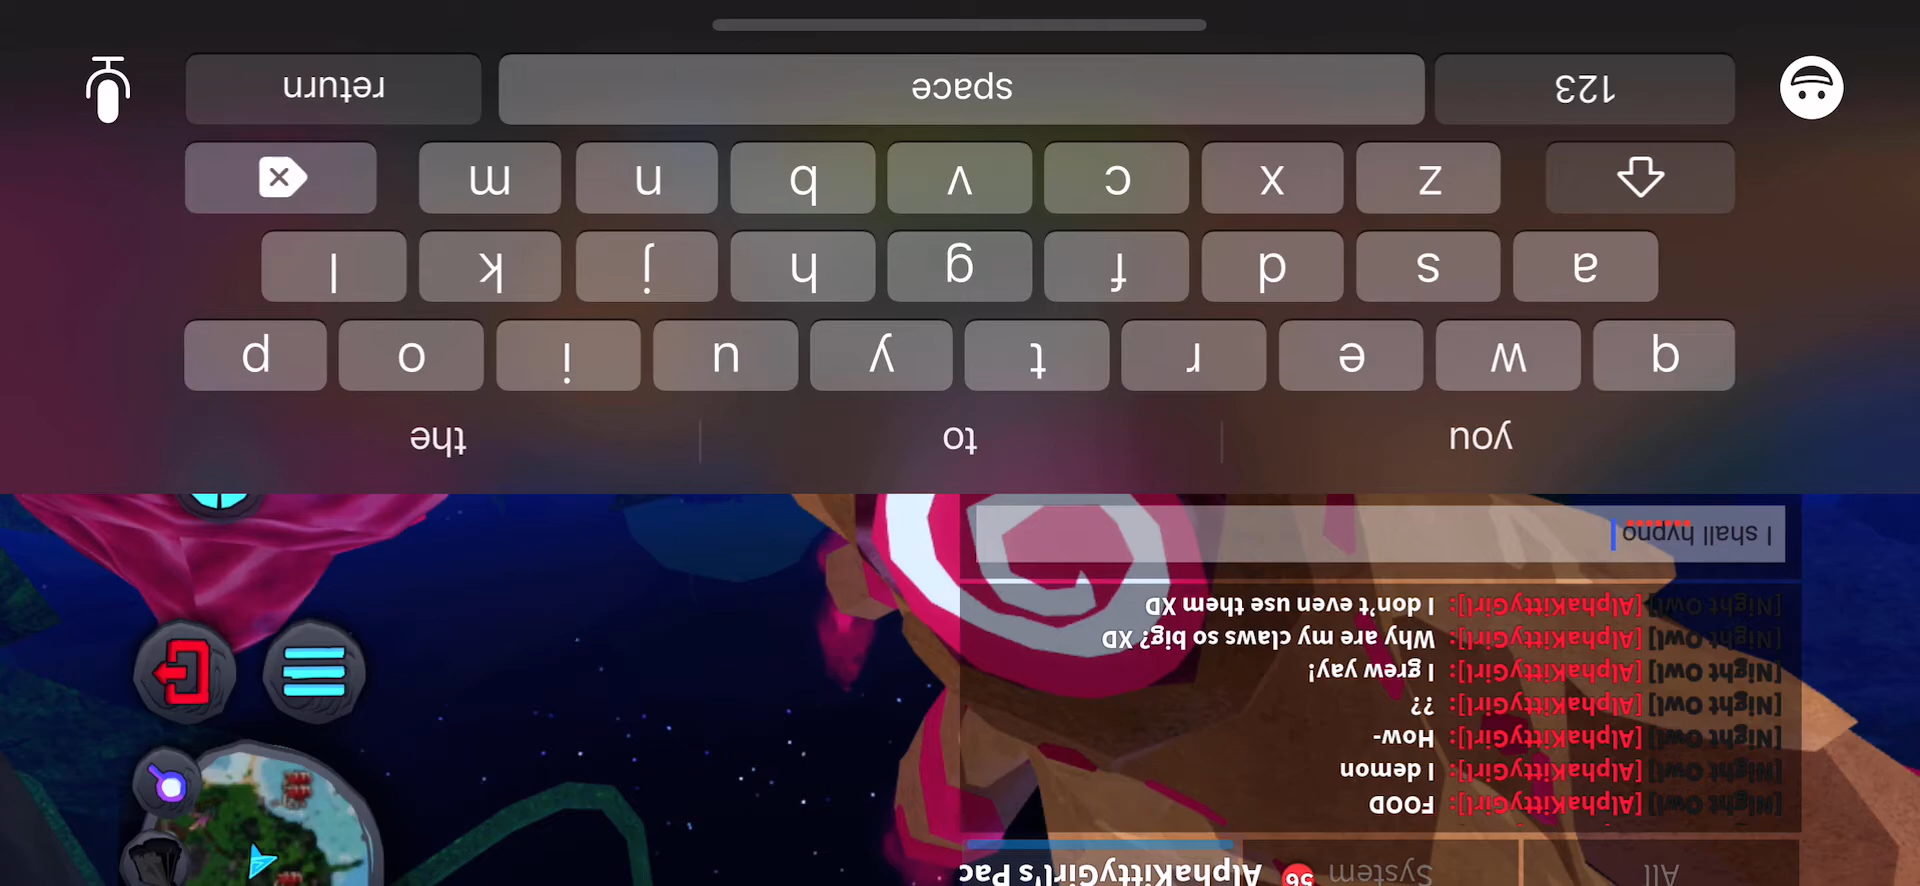 All System 56 AlphaKittyGirl's Pac
[Night Owl] [AlphaKittyGirl]: FOOD
[Night Owl] [AlphaKittyGirl]: I demon
[Night Owl] [AlphaKittyGirl]: How-
[Night Owl] [AlphaKittyGirl]: ??
[Night Owl] [AlphaKittyGirl]: I grew yay!
[Night Owl] [AlphaKittyGirl]: Why are my claws so big? XD
[Night Owl] [AlphaKittyGirl]: I don't even use them XD
I shall hypno
you to the
q w e r t y u i o p
a s d f g h j k l
z x c v b n m
123 space return